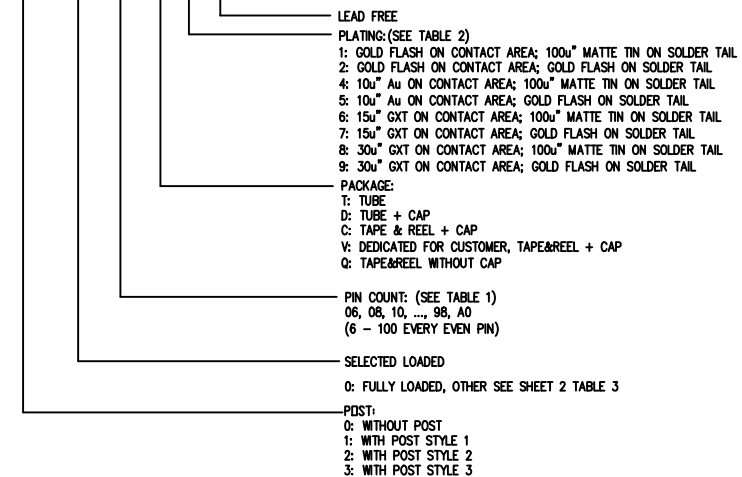 LEAD FREE
PLATING:(SEE TABLE 2)
1: GOLD FLASH ON CONTACT AREA; 100u" MATTE TIN ON SOLDER TAIL
2: GOLD FLASH ON CONTACT AREA; GOLD FLASH ON SOLDER TAIL
4: 10u" Au ON CONTACT AREA; 100u" MATTE TIN ON SOLDER TAIL
5: 10u" Au ON CONTACT AREA; GOLD FLASH ON SOLDER TAIL
6: 15u" GXT ON CONTACT AREA; 100u" MATTE TIN ON SOLDER TAIL
7: 15u" GXT ON CONTACT AREA; GOLD FLASH ON SOLDER TAIL
8: 30u" GXT ON CONTACT AREA; 100u" MATTE TIN ON SOLDER TAIL
9: 30u" GXT ON CONTACT AREA; GOLD FLASH ON SOLDER TAIL
PACKAGE:
T: TUBE
D: TUBE + CAP
C: TAPE & REEL + CAP
V: DEDICATED FOR CUSTOMER, TAPE&REEL + CAP
Q: TAPE&REEL WITHOUT CAP
PIN COUNT: (SEE TABLE 1)
06, 08, 10, ..., 98, A0
(6 - 100 EVERY EVEN PIN)
SELECTED LOADED
0: FULLY LOADED, OTHER SEE SHEET 2 TABLE 3
POST:
0: WITHOUT POST
1: WITH POST STYLE 1
2: WITH POST STYLE 2
3: WITH POST STYLE 3